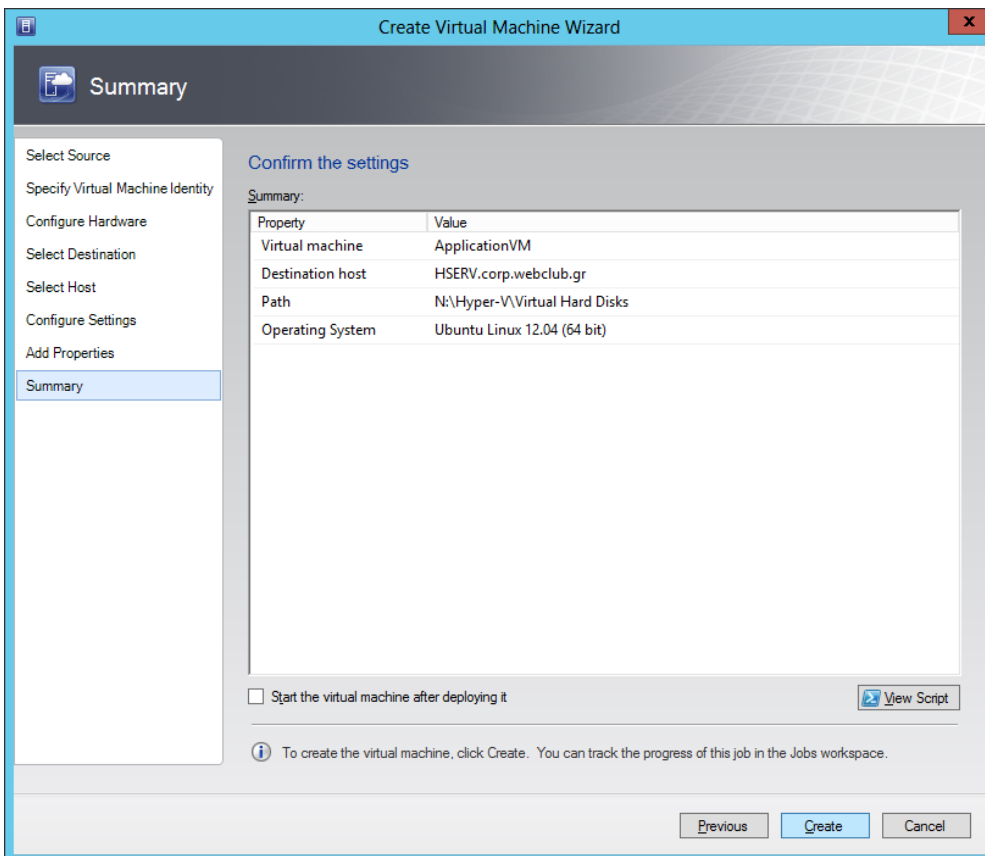 Create Virtual Machine Wizard
x
Summary
Select Source
Specify Virtual Machine Identity
Configure Hardware
Select Destination
Select Host
Configure Settings
Add Properties
Summary
Confirm the settings
Summary:
Property Value
Virtual machine ApplicationVM
Destination host HSERV.corp.webclub.gr
Path N:\Hyper-V\Virtual Hard Disks
Operating System Ubuntu Linux 12.04 (64 bit)
Start the virtual machine after deploying it
View Script
To create the virtual machine, click Create. You can track the progress of this job in the Jobs workspace.
Previous Create Cancel